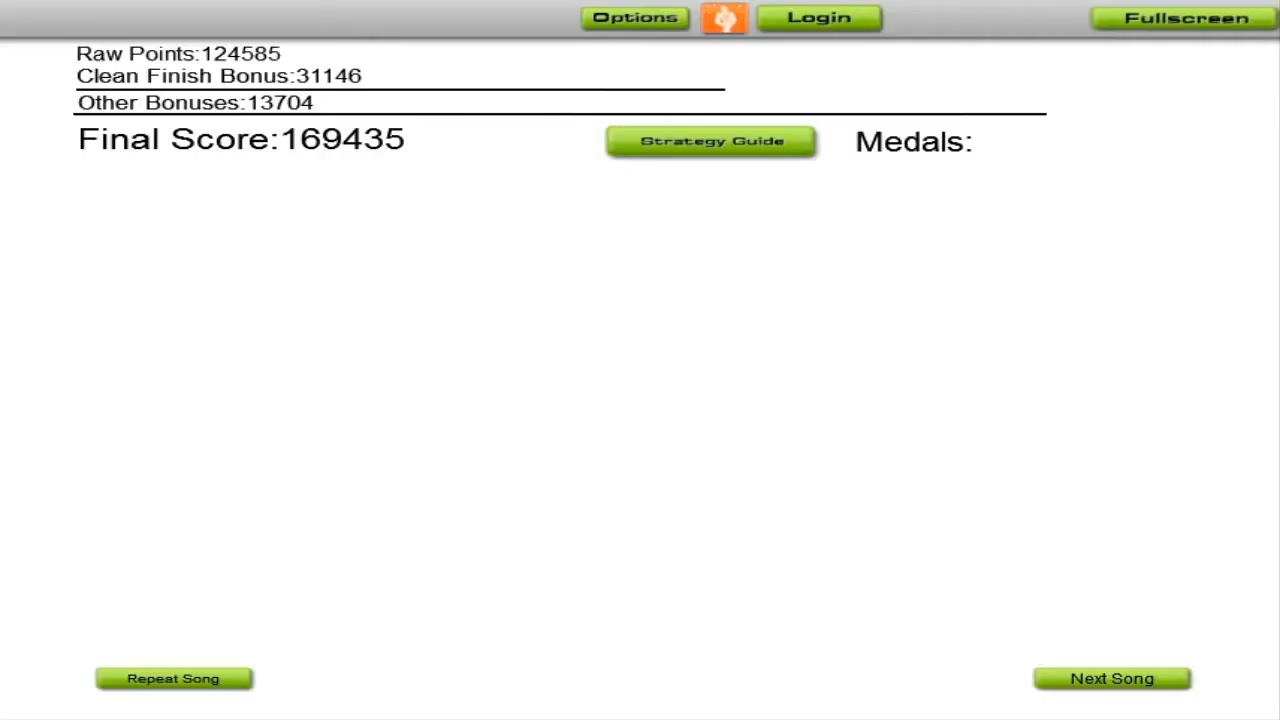 Options Login Fullscreen
Raw Points:124585
Clean Finish Bonus:31146
Other Bonuses:13704
Final Score:169435 Strategy Guide Medals:
Repeat Song Next Song